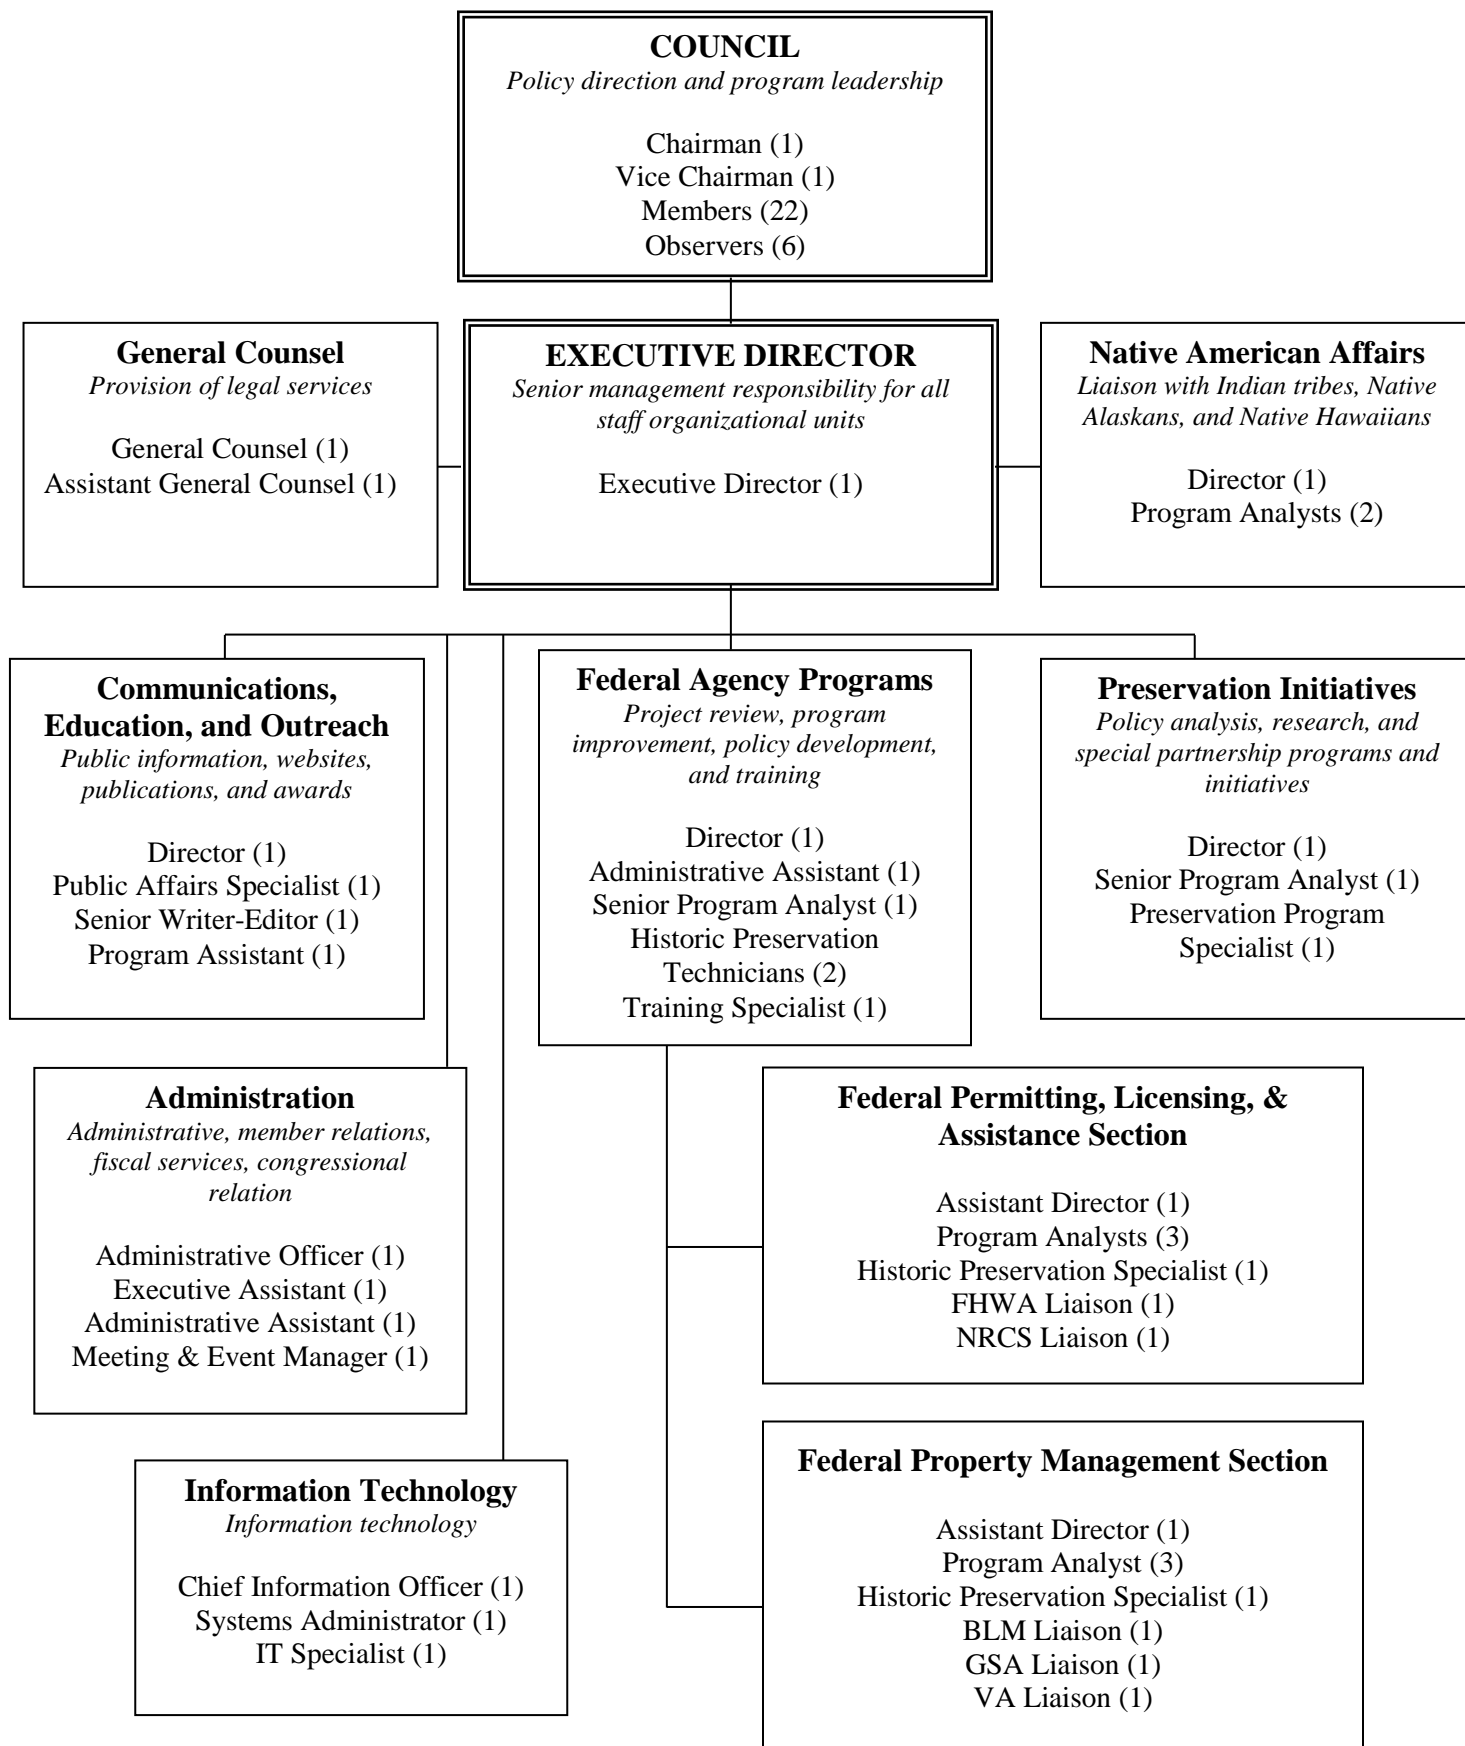 COUNCIL
Policy direction and program leadership
Chairman (1)
Vice Chairman (1)
Members (22)
Observers (6)
General Counsel
Provision of legal services
General Counsel (1)
Assistant General Counsel (1)
EXECUTIVE DIRECTOR
Senior management responsibility for all
staff organizational units
Executive Director (1)
Native American Affairs
Liaison with Indian tribes, Native
Alaskans, and Native Hawaiians
Director (1)
Program Analysts (2)
Communications,
Education, and Outreach
Public information, websites,
publications, and awards
Director (1)
Public Affairs Specialist (1)
Senior Writer-Editor (1)
Program Assistant (1)
Federal Agency Programs
Project review, program
improvement, policy development,
and training
Director (1)
Administrative Assistant (1)
Senior Program Analyst (1)
Historic Preservation
Technicians (2)
Training Specialist (1)
Preservation Initiatives
Policy analysis, research, and
special partnership programs and
initiatives
Director (1)
Senior Program Analyst (1)
Preservation Program
Specialist (1)
Administration
Administrative, member relations,
fiscal services, congressional
relation
Administrative Officer (1)
Executive Assistant (1)
Administrative Assistant (1)
Meeting & Event Manager (1)
Federal Permitting, Licensing, &
Assistance Section
Assistant Director (1)
Program Analysts (3)
Historic Preservation Specialist (1)
FHWA Liaison (1)
NRCS Liaison (1)
Information Technology
Information technology
Chief Information Officer (1)
Systems Administrator (1)
IT Specialist (1)
Federal Property Management Section
Assistant Director (1)
Program Analyst (3)
Historic Preservation Specialist (1)
BLM Liaison (1)
GSA Liaison (1)
VA Liaison (1)